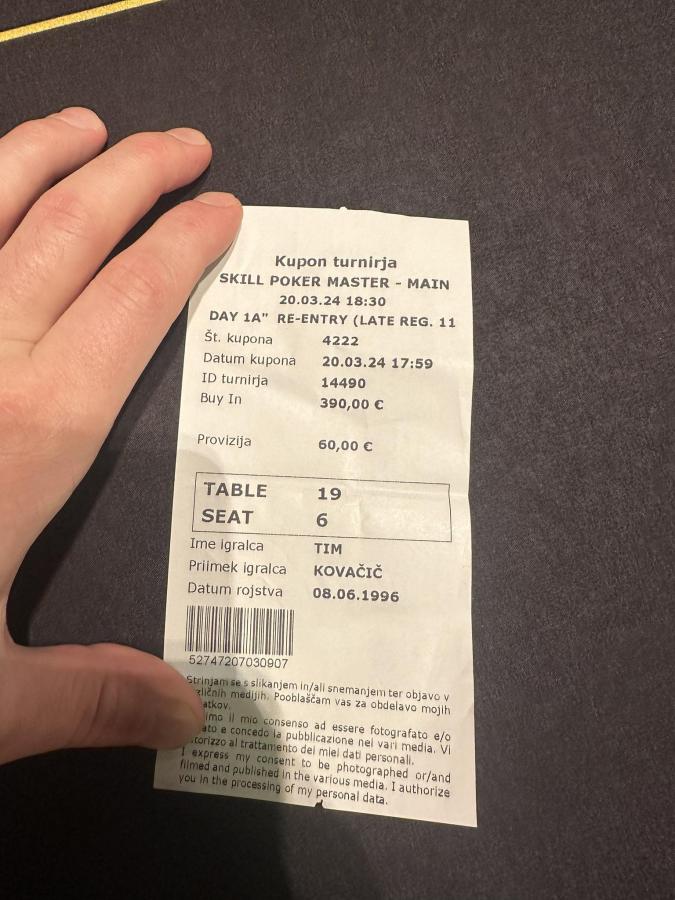 Kupon turnirja
SKILL POKER MASTER - MAIN
20.03.24 18:30
DAY 1A" RE-ENTRY (LATE REG. 11
Št. kupona 4222
Datum kupona 20.03.24 17:59
ID turnirja 14490
Buy In 390,00 €
Provizija 60,00 €
TABLE 19
SEAT 6
Ime igralca TIM
Priimek igralca KOVAČIČ
Datum rojstva 08.06.1996
52747207030907
Strinjam se s slikanjem in/ali snemanjem ter objavo v
medijih. Pooblaščam vas za obdelavo mojih
il mio consenso ad essere fotografato e/o
e concedo la pubblicazione nei vari media. Vi
al trattamento dei miei dati personali.
I express my consent to be photographed or/and
filmed and published in the various media. I authorize
you in the processing of my personal data.